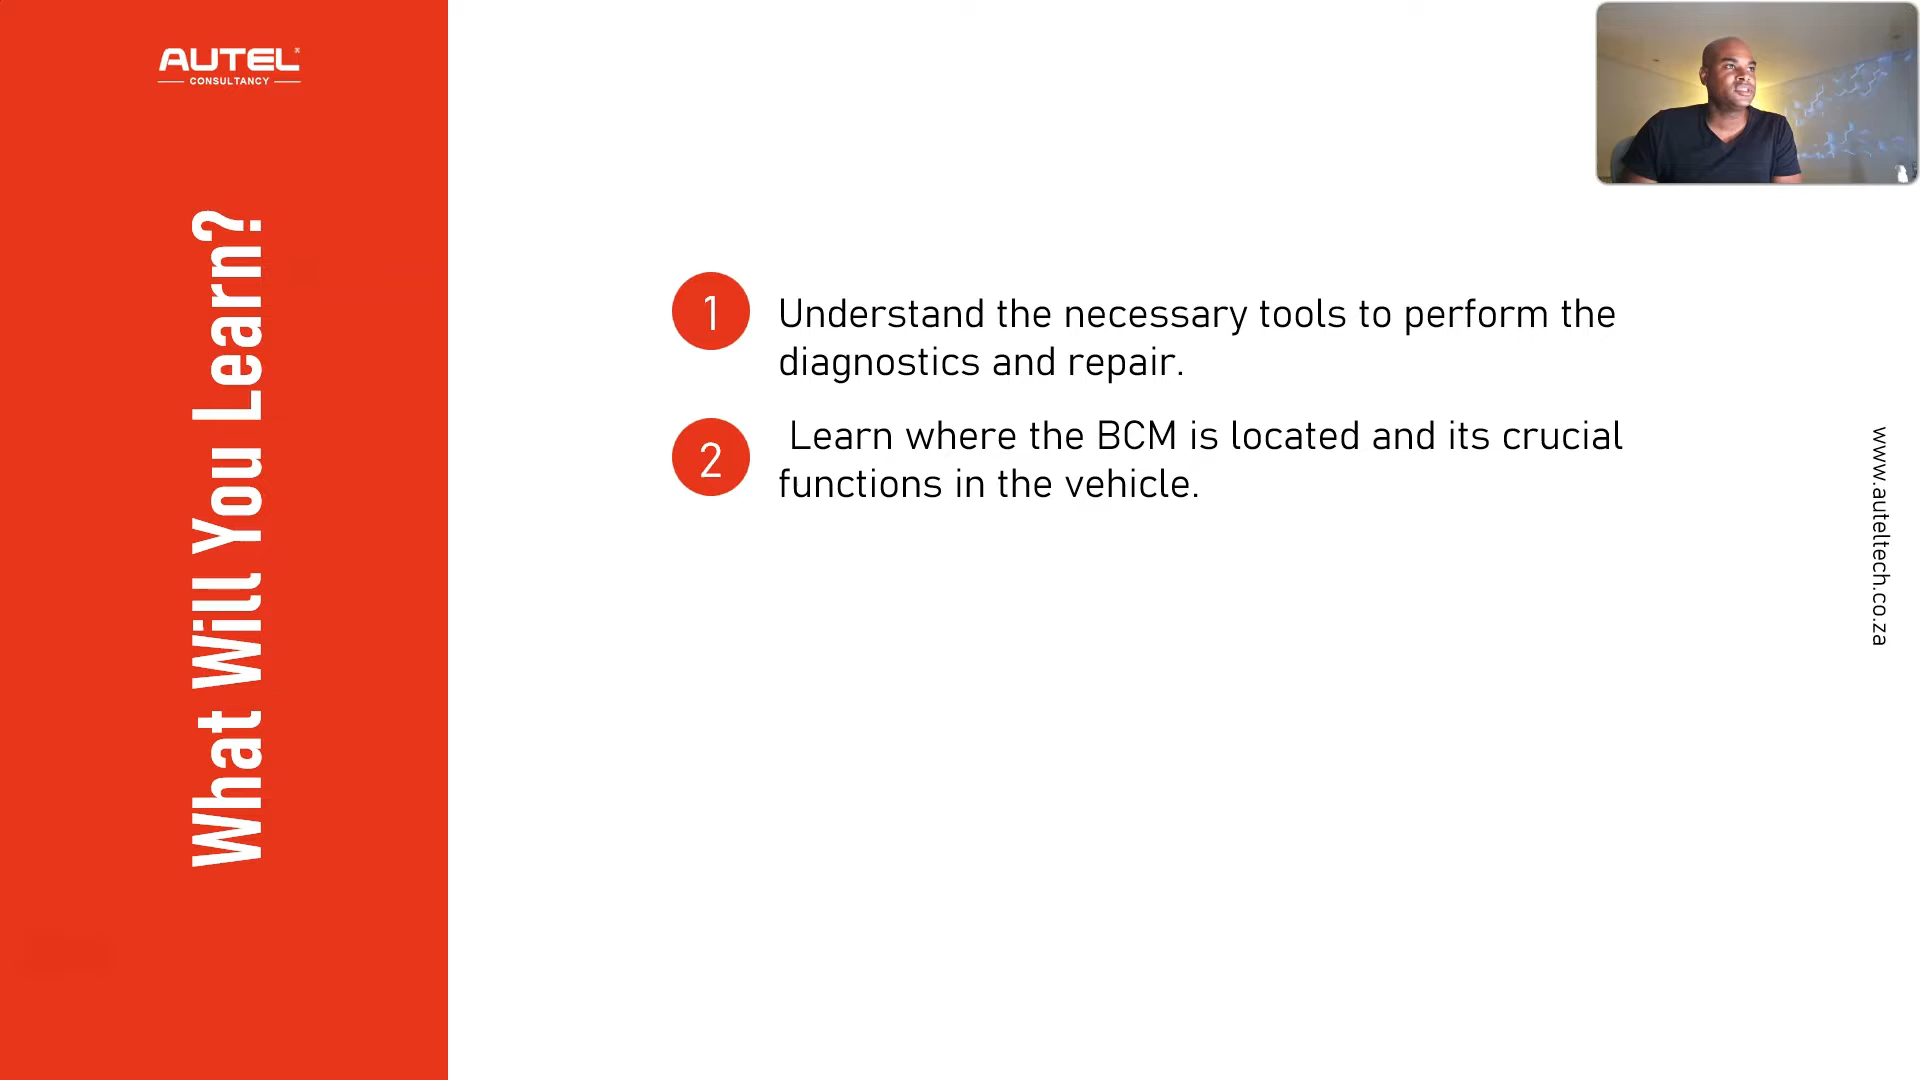 AUTEL®
CONSULTANCY
What Will You Learn?
1
Understand the necessary tools to perform the
diagnostics and repair.
2
Learn where the BCM is located and its crucial
functions in the vehicle.
www.auteltech.co.za